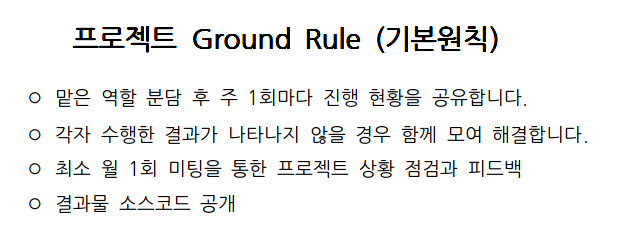 프로젝트 Ground Rule (기본원칙)
○ 맡은 역할 분담 후 주 1회마다 진행 현황을 공유합니다.
○ 각자 수행한 결과가 나타나지 않을 경우 함께 모여 해결합니다.
○ 최소 월 1회 미팅을 통한 프로젝트 상황 점검과 피드백
○ 결과물 소스코드 공개